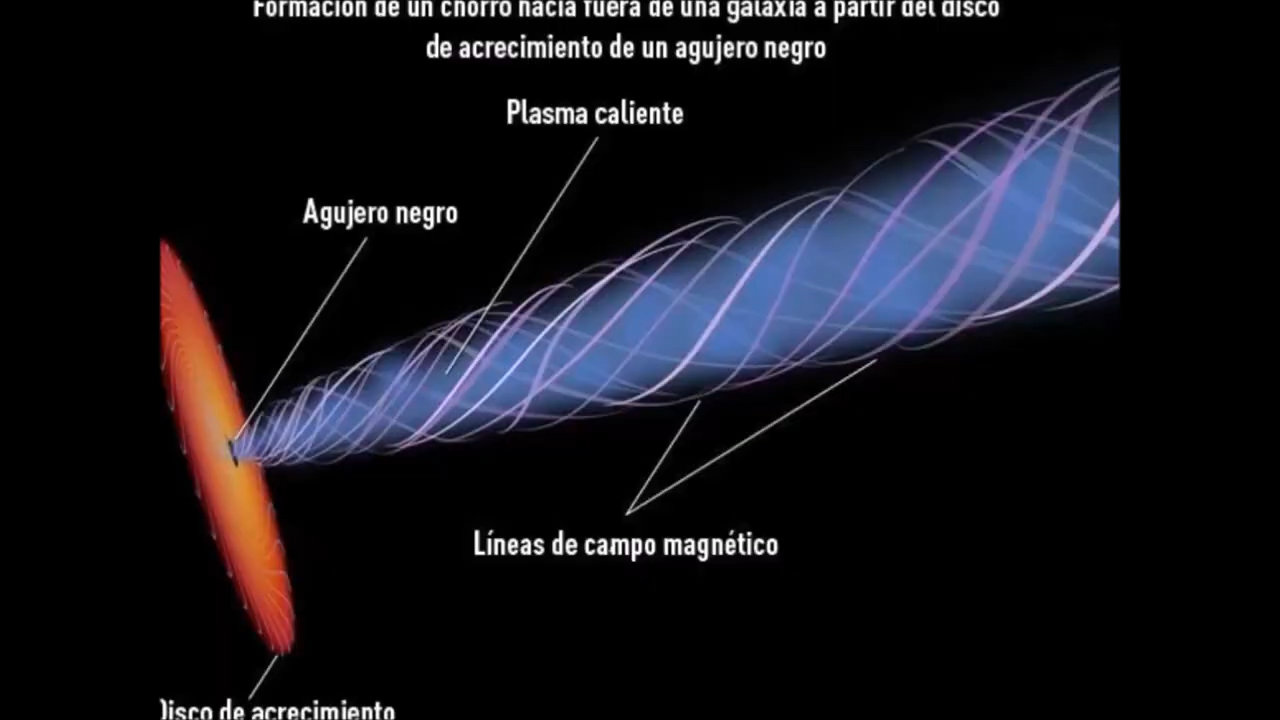 Formación de un chorro hacia fuera de una galaxia a partir del disco
de acrecimiento de un agujero negro
Plasma caliente
Agujero negro
Líneas de campo magnético
Disco de acrecimiento